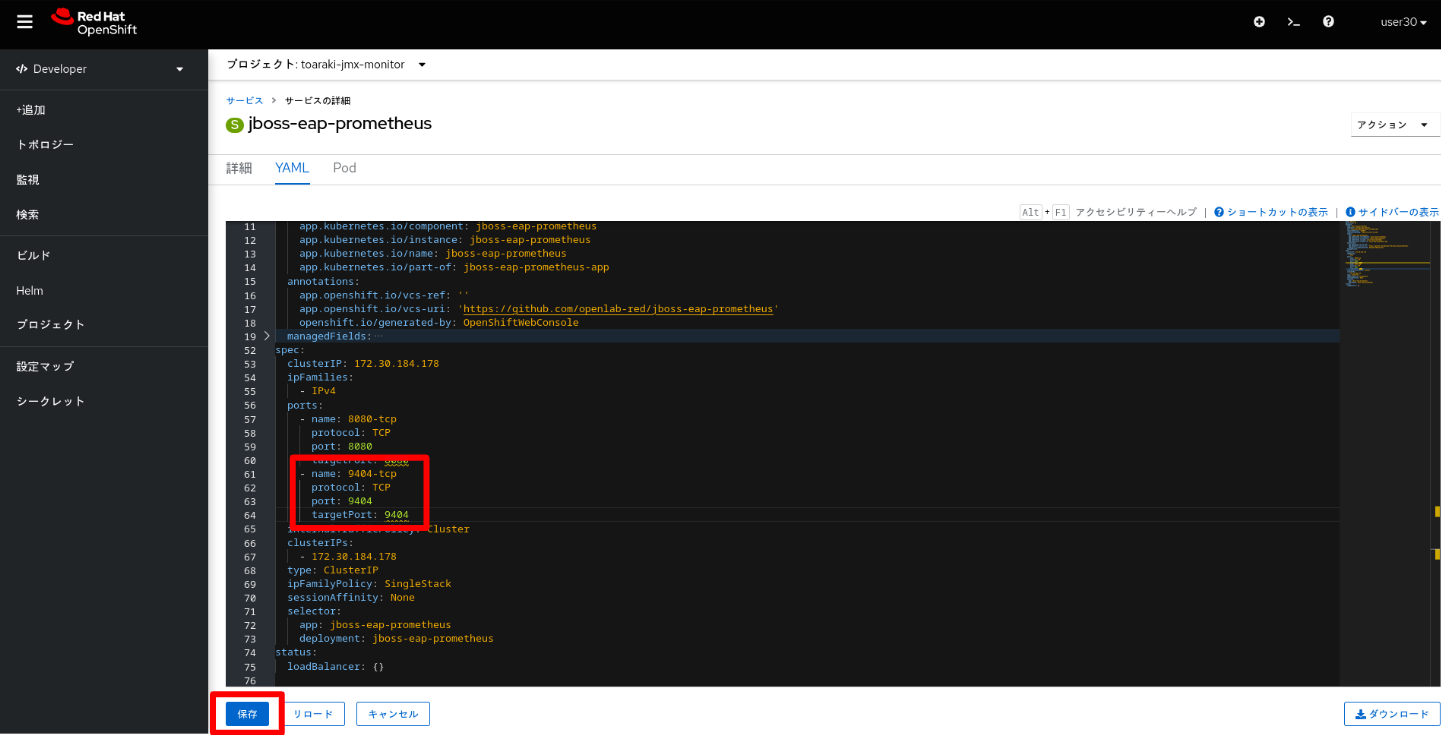 Red Hat
OpenShift
user30
Developer
プロジェクト: toaraki-jmx-monitor
+追加
トポロジー
監視
検索
ビルド
Helm
プロジェクト
設定マップ
シークレット
サービス > サービスの詳細
S jboss-eap-prometheus
アクション
詳細 YAML Pod
Alt + F1 アクセシビリティーヘルプ | ショートカットの表示 | サイドバーの表示
11 app.kubernetes.io/component: jboss-eap-prometheus
12 app.kubernetes.io/instance: jboss-eap-prometheus
13 app.kubernetes.io/name: jboss-eap-prometheus
14 app.kubernetes.io/part-of: jboss-eap-prometheus-app
15 annotations:
16 app.openshift.io/vcs-ref: ''
17 app.openshift.io/vcs-uri: 'https://github.com/openlab-red/jboss-eap-prometheus'
18 openshift.io/generated-by: OpenShiftWebConsole
19 managedFields:…
52 spec:
53 clusterIP: 172.30.184.178
54 ipFamilies:
55 - IPv4
56 ports:
57 - name: 8080-tcp
58 protocol: TCP
59 port: 8080
60 targetPort: 8080
61 - name: 9404-tcp
62 protocol: TCP
63 port: 9404
64 targetPort: 9404
65 internalTrafficPolicy: Cluster
66 clusterIPs:
67 - 172.30.184.178
68 type: ClusterIP
69 ipFamilyPolicy: SingleStack
70 sessionAffinity: None
71 selector:
72 app: jboss-eap-prometheus
73 deployment: jboss-eap-prometheus
74 status:
75 loadBalancer: {}
76
保存 リロード キャンセル ダウンロード